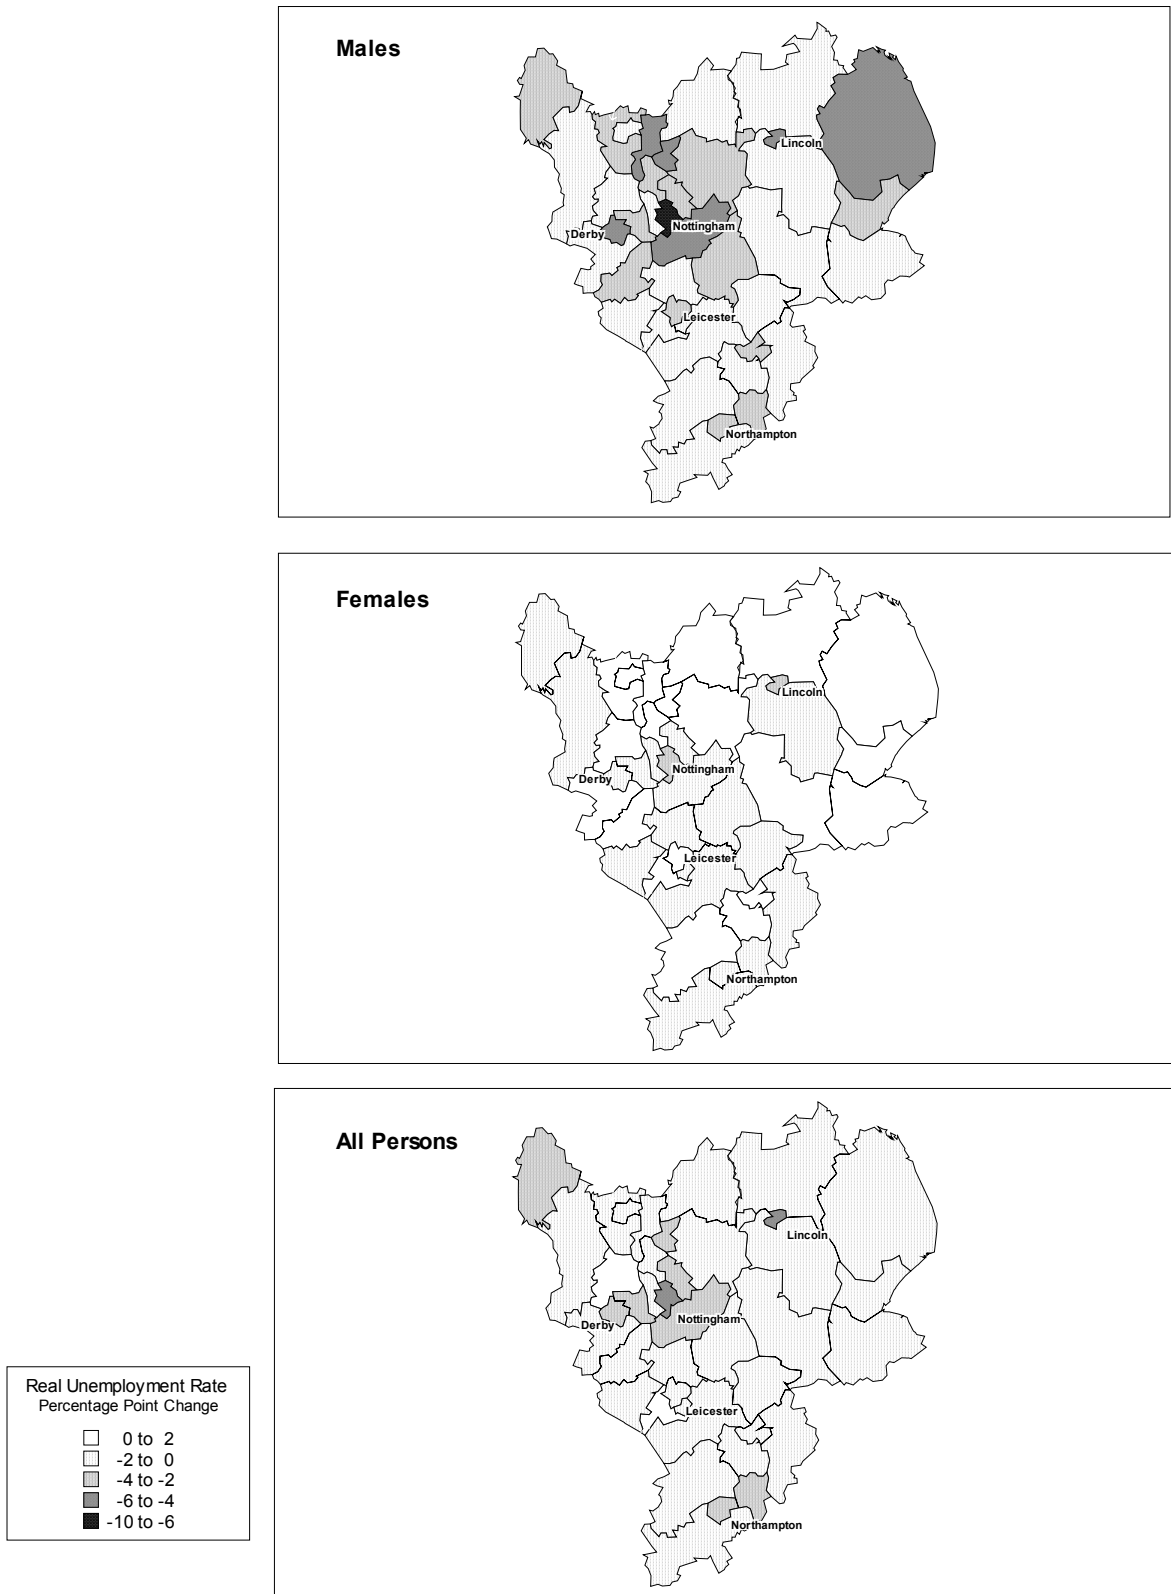 Males
Lincoln
Derby
Nottingham
Leicester
Northampton
Females
Lincoln
Derby
Nottingham
Leicester
Northampton
All Persons
Lincoln
Derby
Nottingham
Leicester
Northampton
Real Unemployment Rate
Percentage Point Change
0 to 2
-2 to 0
-4 to -2
-6 to -4
-10 to -6